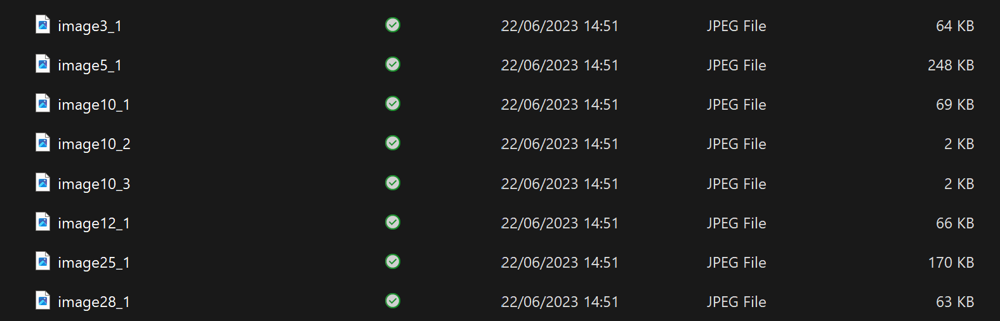 image3_1 22/06/2023 14:51 JPEG File 64 KB
image5_1 22/06/2023 14:51 JPEG File 248 KB
image10_1 22/06/2023 14:51 JPEG File 69 KB
image10_2 22/06/2023 14:51 JPEG File 2 KB
image10_3 22/06/2023 14:51 JPEG File 2 KB
image12_1 22/06/2023 14:51 JPEG File 66 KB
image25_1 22/06/2023 14:51 JPEG File 170 KB
image28_1 22/06/2023 14:51 JPEG File 63 KB